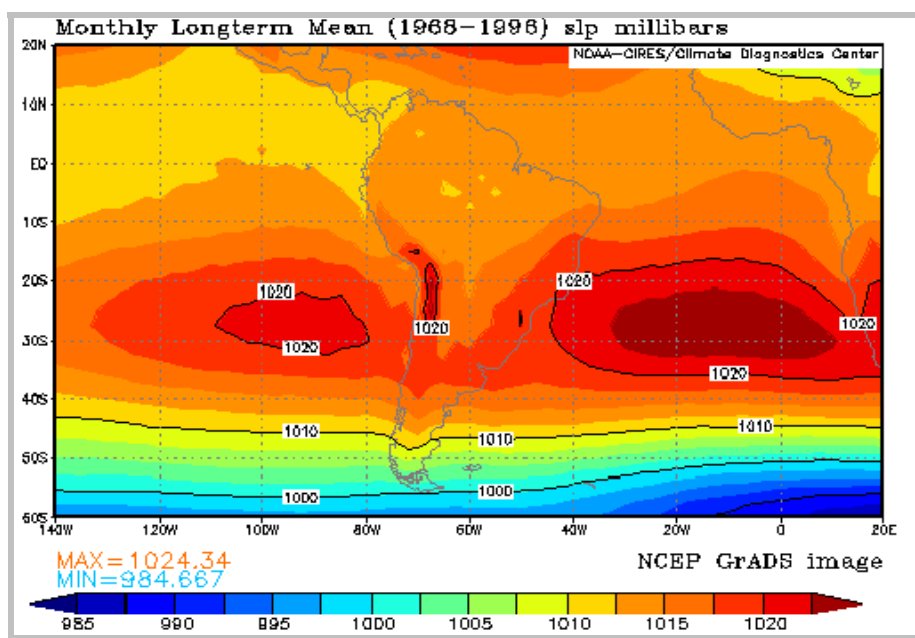 Monthly Longterm Mean (1968-1996) slp millibars
NOAA-CIRES/Climate Diagnostics Center
20N
10N
EQ
10S
20S
30S
40S
50S
60S
1020
1020
1020
1020
1020
1020
1010
1010
1010
1000
1000
140W
120W
100W
80W
60W
40W
20W
0
20E
MAX=1024.34
MIN=984.667
NCEP GrADS image
985
990
995
1000
1005
1010
1015
1020